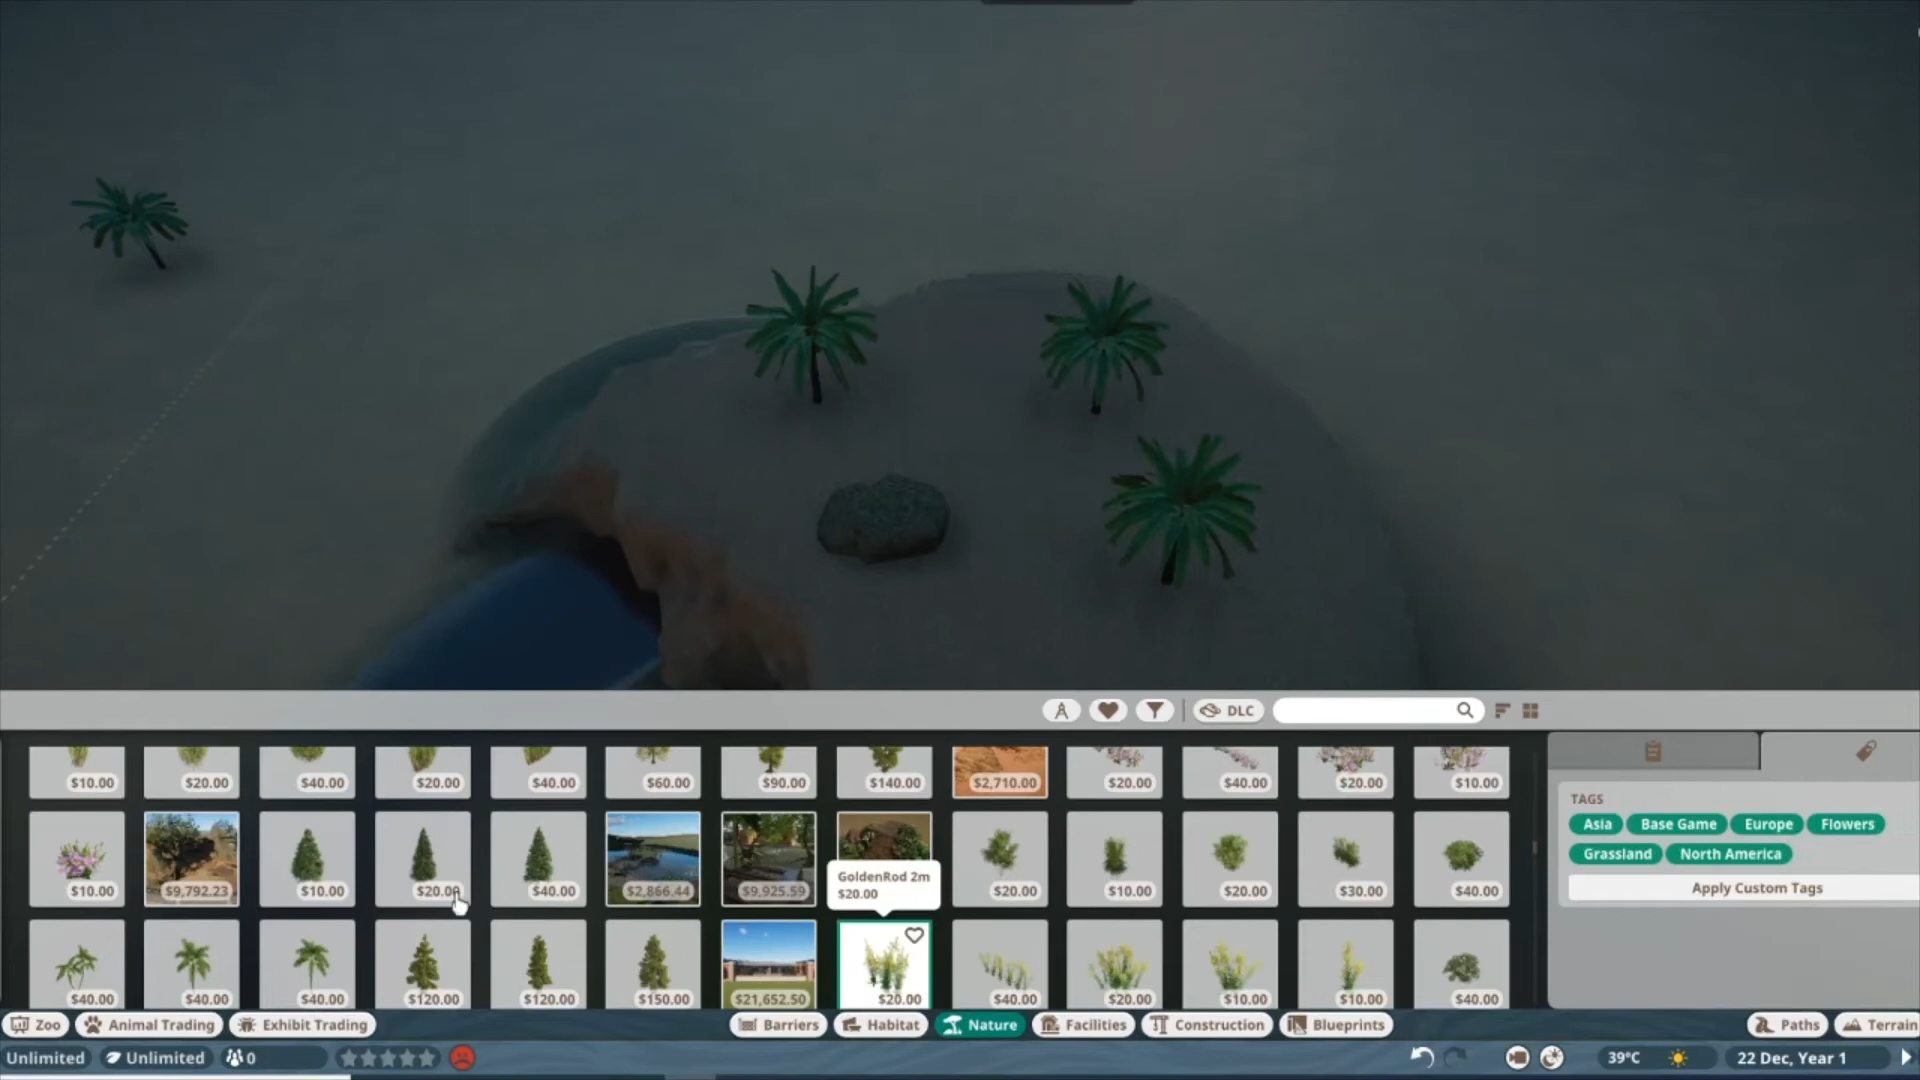 DLC
$10.00 $20.00 $40.00 $20.00 $40.00 $60.00 $90.00 $140.00 $2,710.00 $20.00 $40.00 $20.00 $10.00
TAGS
Asia Base Game Europe Flowers
Grassland North America
Apply Custom Tags
GoldenRod 2m
$20.00
$10.00 $9,792.23 $10.00 $20.00 $40.00 $2,866.44 $9,925.59 $20.00 $10.00 $20.00 $30.00 $40.00
$40.00 $40.00 $40.00 $120.00 $120.00 $150.00 $21,652.50 $20.00 $40.00 $20.00 $10.00 $10.00 $40.00
Zoo Animal Trading Exhibit Trading Barriers Habitat Nature Facilities Construction Blueprints Paths Terrain
Unlimited Unlimited 0 39°C 22 Dec, Year 1